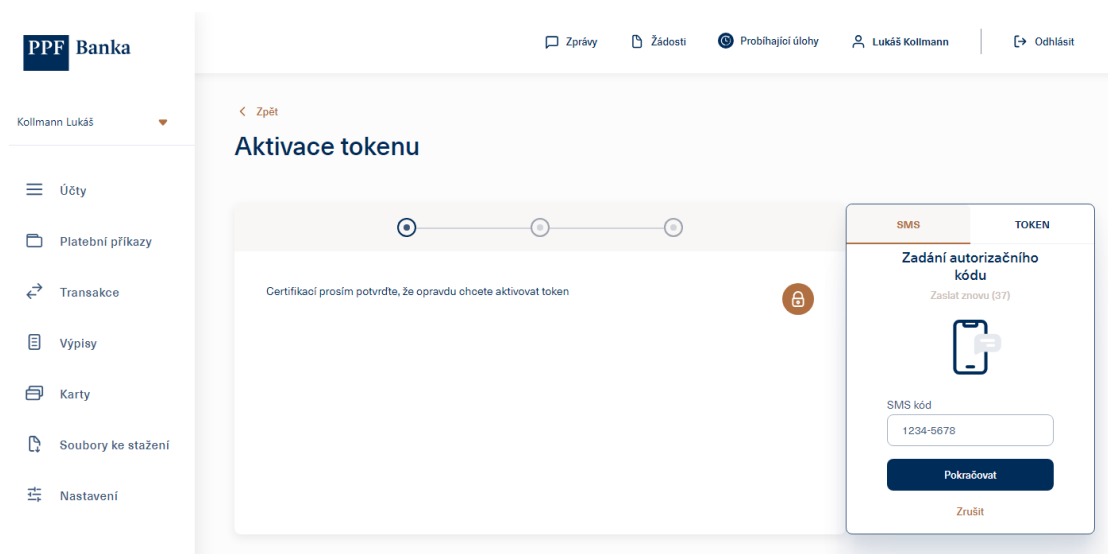 PPF Banka
Zprávy
Žádosti
Probíhající úlohy
Lukáš Kollmann
Odhlásit
Kollmann Lukáš
Účty
Platební příkazy
Transakce
Výpisy
Karty
Soubory ke stažení
Nastavení
Zpět
Aktivace tokenu
Certifikací prosím potvrďte, že opravdu chcete aktivovat token
SMS
TOKEN
Zadání autorizačního
kódu
Zaslat znovu (37)
SMS kód
1234-5678
Pokračovat
Zrušit